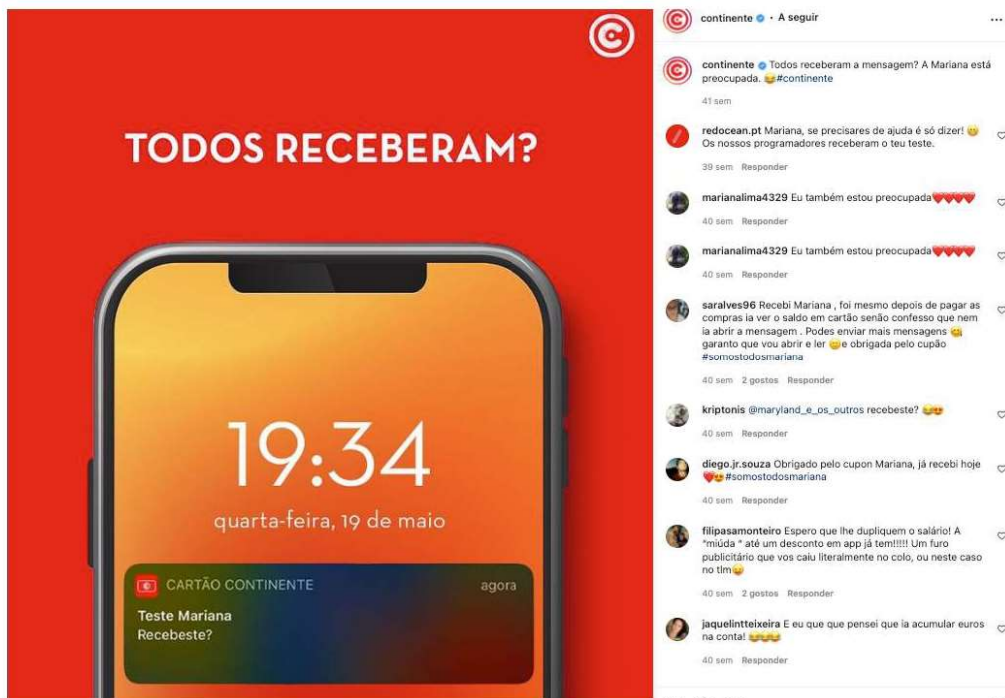 TODOS RECEBERAM?
19:34
quarta-feira, 19 de maio
CARTÃO CONTINENTE agora
Teste Mariana
Recebeste?
continente • A seguir
continente Todos receberam a mensagem? A Mariana está
preocupada. 😂#continente
41 sem
redocean.pt Mariana, se precisares de ajuda é só dizer! 😁
Os nossos programadores receberam o teu teste.
39 sem Responder
marianalima4329 Eu também estou preocupada❤️❤️❤️❤️
40 sem Responder
marianalima4329 Eu também estou preocupada❤️❤️❤️❤️
40 sem Responder
saralves96 Recebi Mariana , foi mesmo depois de pagar as
compras ia ver o saldo em cartão senão confesso que nem
ia abrir a mensagem . Podes enviar mais mensagens 🤗
garanto que vou abrir e ler 😄e obrigada pelo cupão
#somostodosmariana
40 sem 2 gostos Responder
kriptonis @maryland_e_os_outros recebeste? 😂😍
40 sem Responder
diego.jr.souza Obrigado pelo cupon Mariana, já recebi hoje
❤️😍#somostodosmariana
40 sem Responder
filipasamonteiro Espero que lhe dupliquem o salário! A
"miúda " até um desconto em app já tem!!!!! Um furo
publicitário que vos caiu literalmente no colo, ou neste caso
no tlm😛
40 sem 2 gostos Responder
jaquelintteixeira E eu que que pensei que ia acumular euros
na conta! 😂😂😂
40 sem Responder